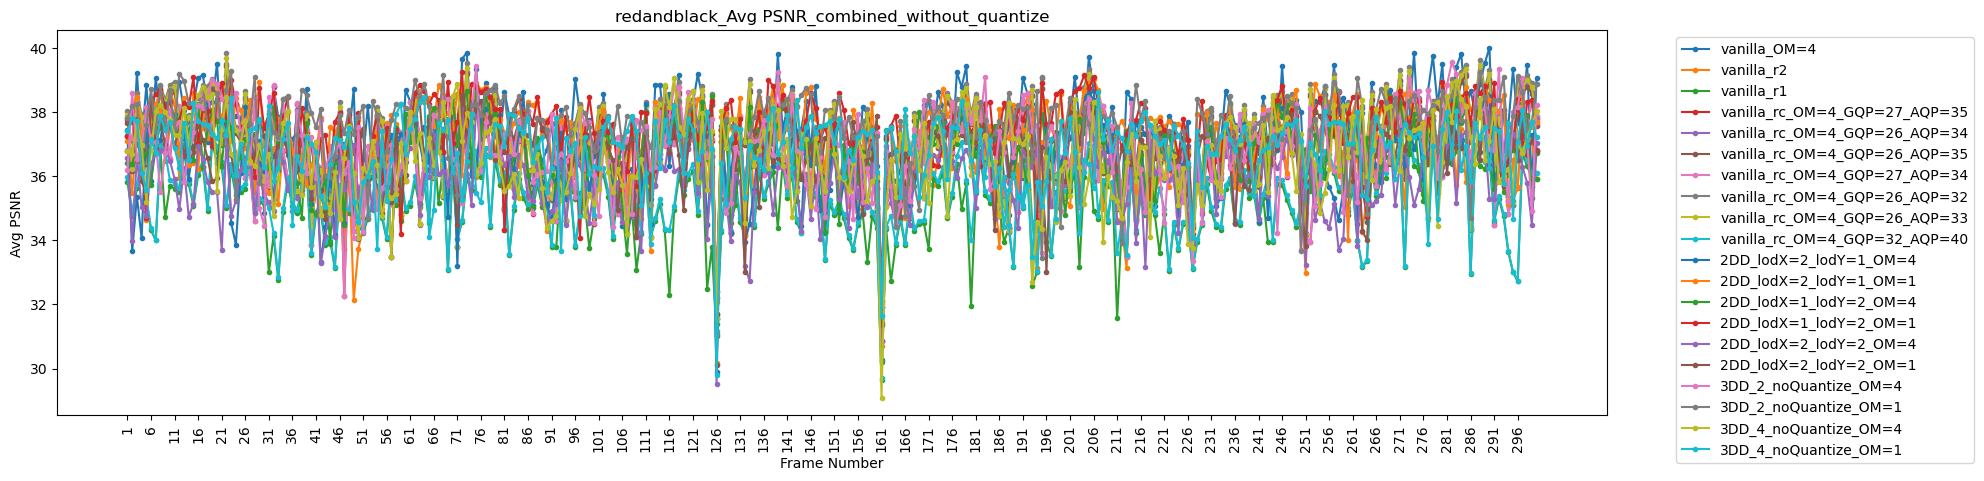 redandblack_Avg PSNR_combined_without_quantize
Avg PSNR
40
38
36
34
32
30
1 6 11 16 21 26 31 36 41 46 51 56 61 66 71 76 81 86 91 96 101 106 111 116 121 126 131 136 141 146 151 156 161 166 171 176 181 186 191 196 201 206 211 216 221 226 231 236 241 246 251 256 261 266 271 276 281 286 291 296
Frame Number
vanilla_OM=4
vanilla_r2
vanilla_r1
vanilla_rc_OM=4_GQP=27_AQP=35
vanilla_rc_OM=4_GQP=26_AQP=34
vanilla_rc_OM=4_GQP=26_AQP=35
vanilla_rc_OM=4_GQP=27_AQP=34
vanilla_rc_OM=4_GQP=26_AQP=32
vanilla_rc_OM=4_GQP=26_AQP=33
vanilla_rc_OM=4_GQP=32_AQP=40
2DD_lodX=2_lodY=1_OM=4
2DD_lodX=2_lodY=1_OM=1
2DD_lodX=1_lodY=2_OM=4
2DD_lodX=1_lodY=2_OM=1
2DD_lodX=2_lodY=2_OM=4
2DD_lodX=2_lodY=2_OM=1
3DD_2_noQuantize_OM=4
3DD_2_noQuantize_OM=1
3DD_4_noQuantize_OM=4
3DD_4_noQuantize_OM=1